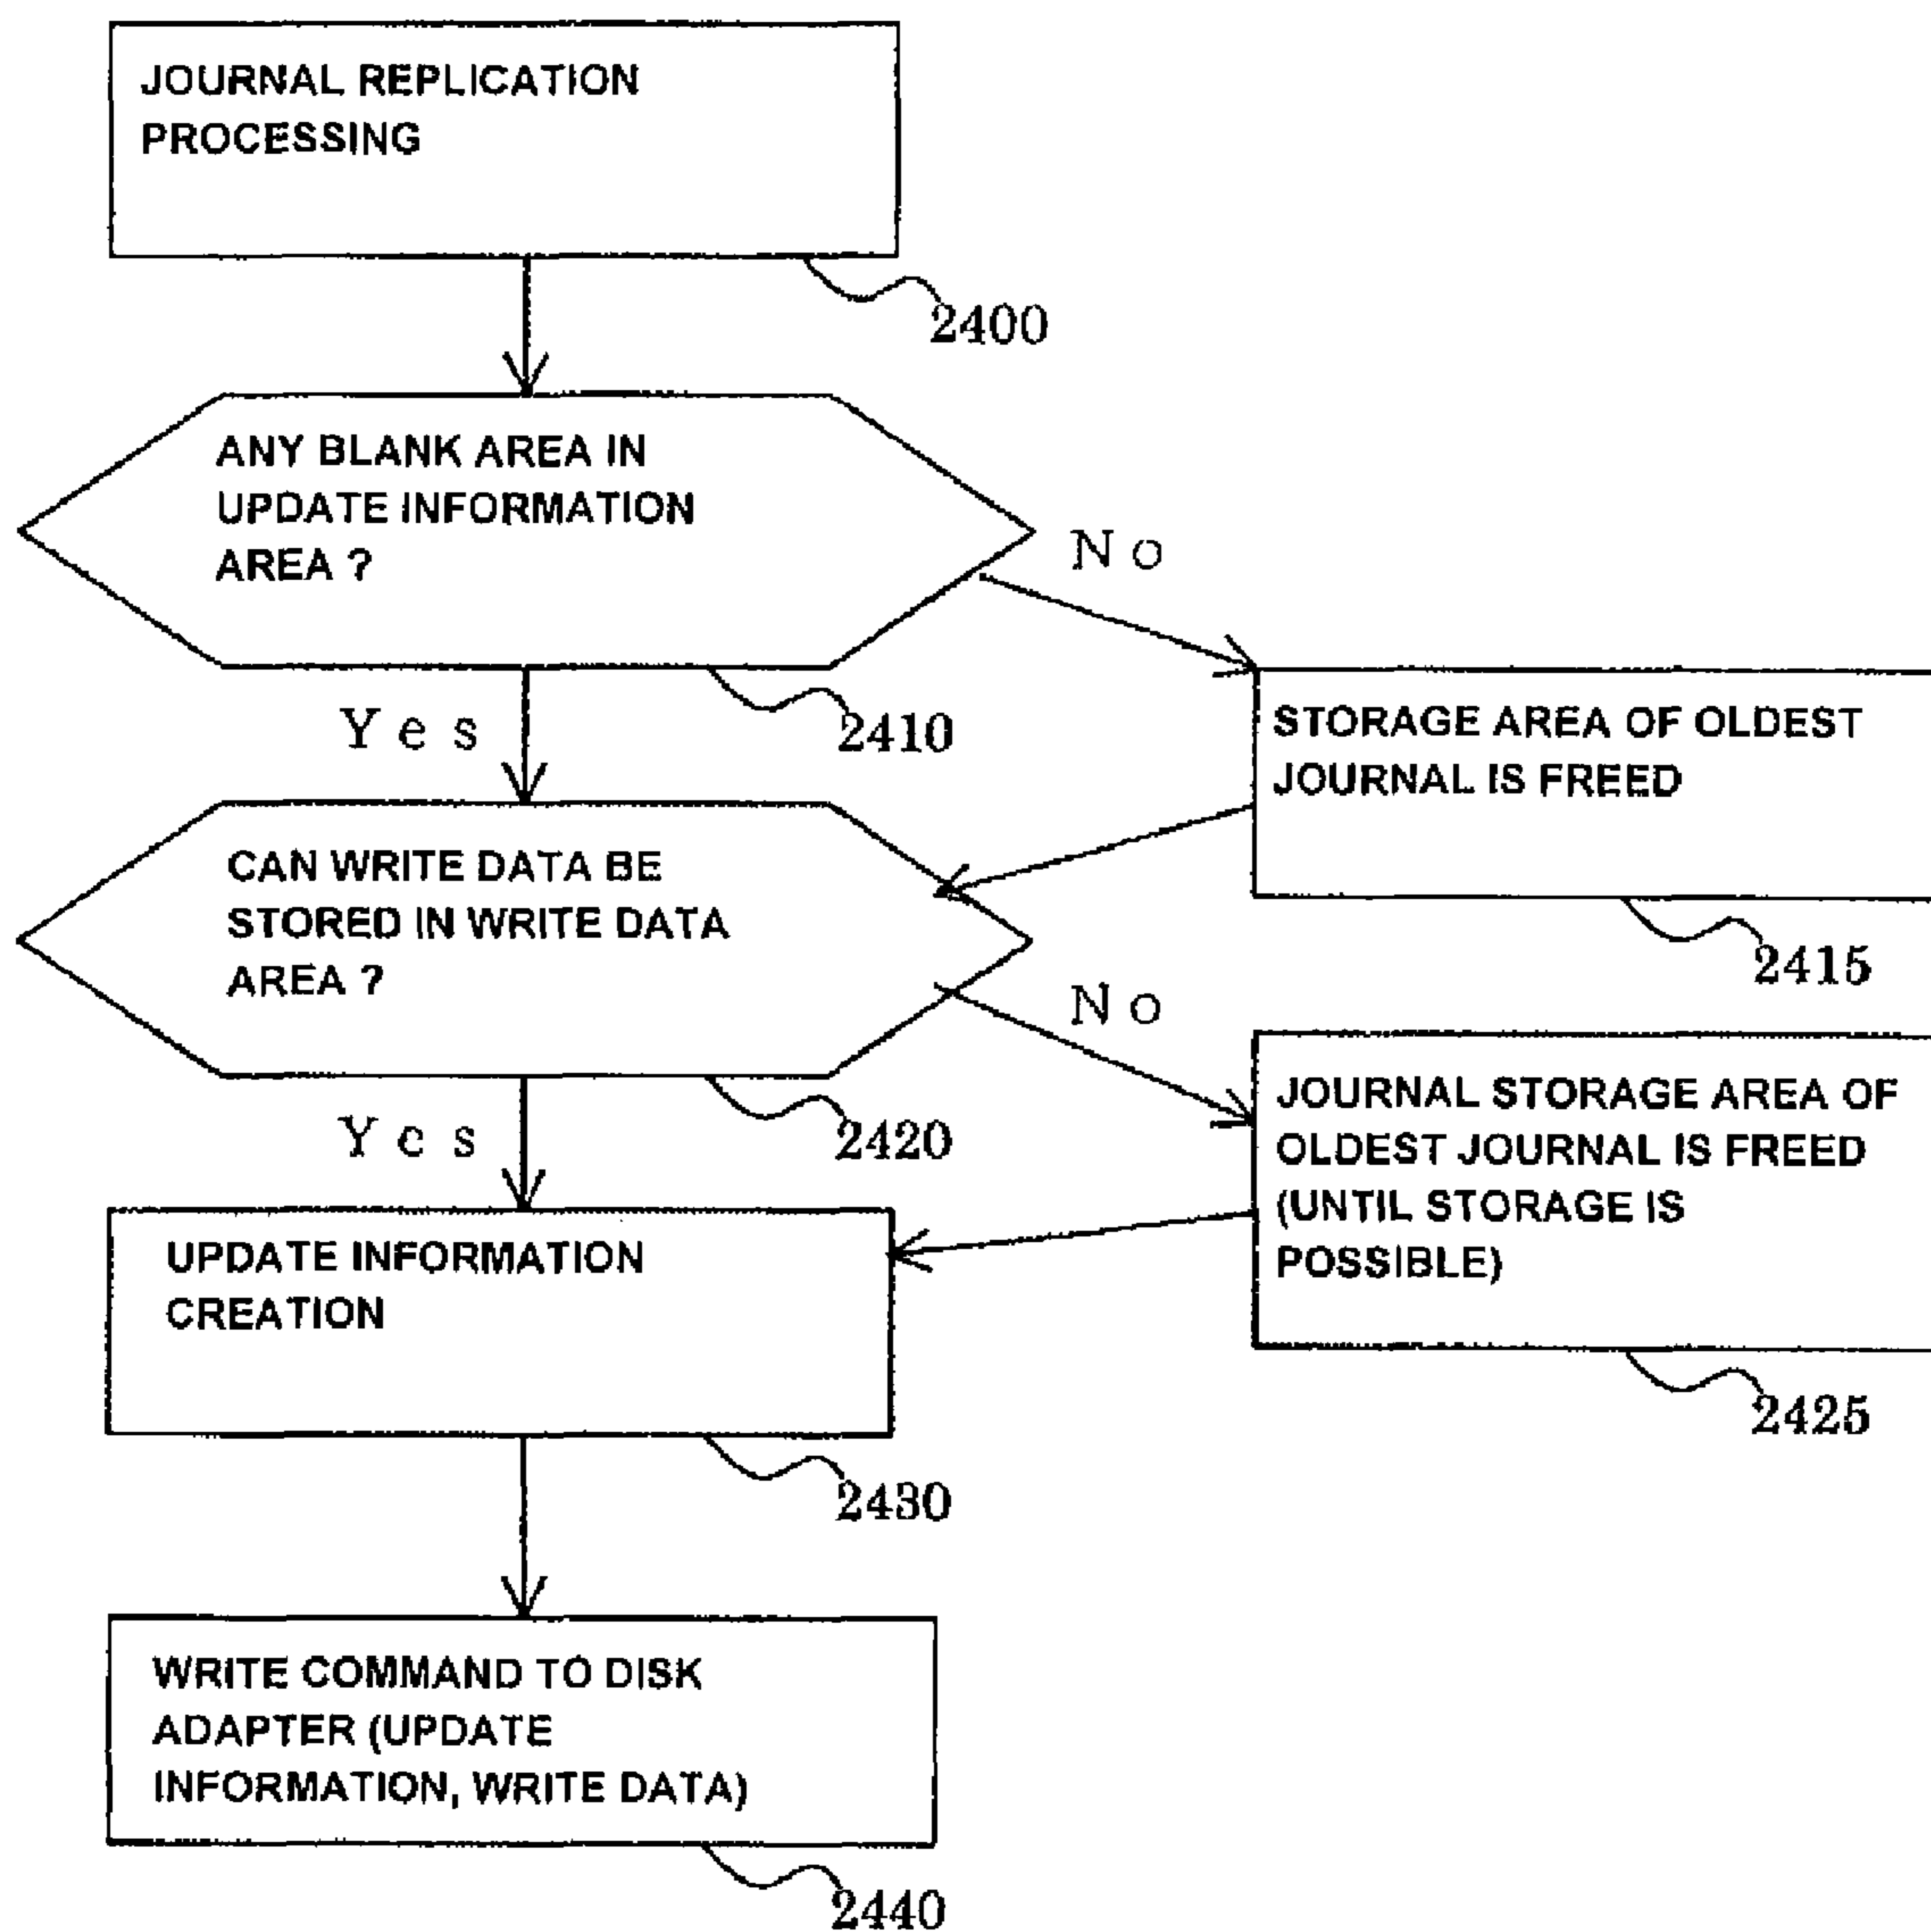 JOURNAL REPLICATION
PROCESSING
2400
ANY BLANK AREA IN
UPDATE INFORMATION
AREA ?
No
Yes
2410
STORAGE AREA OF OLDEST
JOURNAL IS FREED
2415
CAN WRITE DATA BE
STORED IN WRITE DATA
AREA ?
No
Yes
2420
JOURNAL STORAGE AREA OF
OLDEST JOURNAL IS FREED
(UNTIL STORAGE IS
POSSIBLE)
2425
UPDATE INFORMATION
CREATION
2430
WRITE COMMAND TO DISK
ADAPTER (UPDATE
INFORMATION, WRITE DATA)
2440